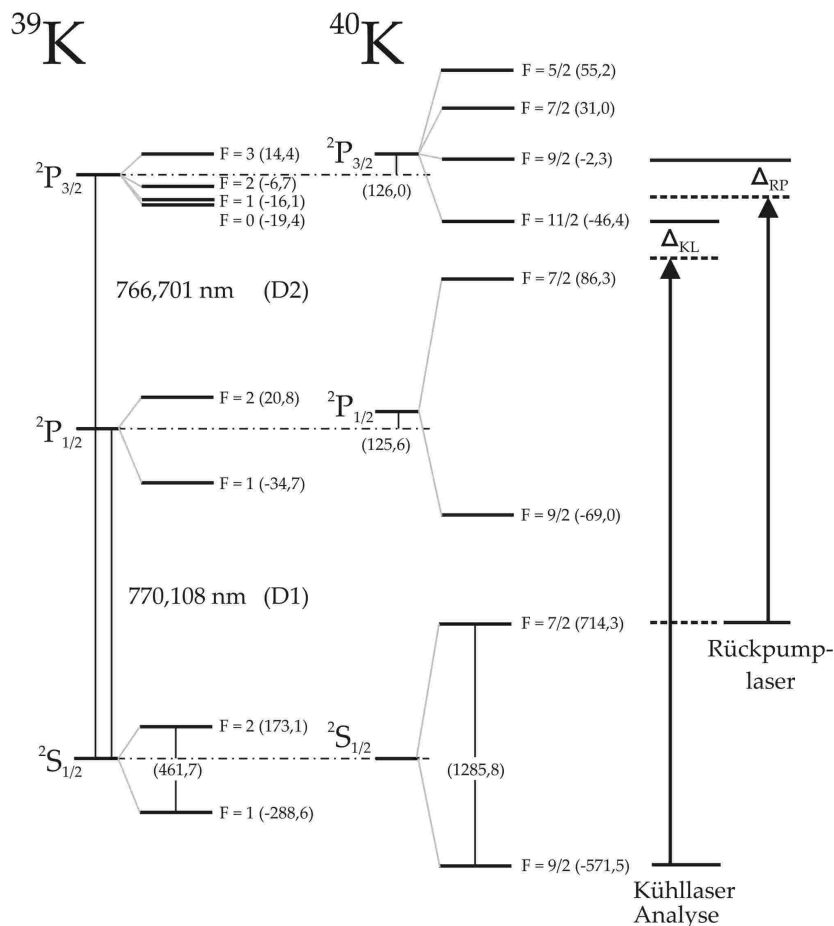 39K
40K
F = 5/2 (55,2)
F = 7/2 (31,0)
F = 3 (14,4)
2P3/2
F = 2 (-6,7)
F = 1 (-16,1)
F = 0 (-19,4)
2P3/2
(126,0)
F = 9/2 (-2,3)
F = 11/2 (-46,4)
ΔRP
ΔKL
766,701 nm (D2)
F = 7/2 (86,3)
F = 2 (20,8)
2P1/2
F = 1 (-34,7)
2P1/2
(125,6)
F = 9/2 (-69,0)
770,108 nm (D1)
F = 7/2 (714,3)
Rückpump-
laser
F = 2 (173,1)
2S1/2
(461,7)
F = 1 (-288,6)
2S1/2
(1285,8)
F = 9/2 (-571,5)
Kühllaser
Analyse